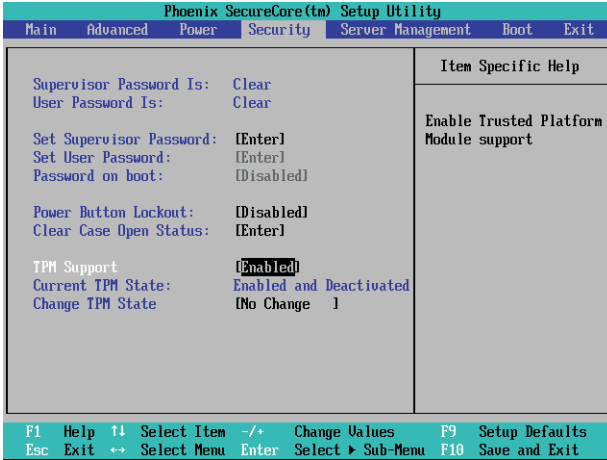 Phoenix SecureCore(tm) Setup Utility
Main Advanced Power Security Server Management Boot Exit
Item Specific Help
Supervisor Password Is: Clear
User Password Is: Clear
Enable Trusted Platform
Module support
Set Supervisor Password: [Enter]
Set User Password: [Enter]
Password on boot: [Disabled]
Power Button Lockout: [Disabled]
Clear Case Open Status: [Enter]
TPM Support [Enabled]
Current TPM State: Enabled and Deactivated
Change TPM State [No Change ]
F1 Help ↑↓ Select Item -/+ Change Values F9 Setup Defaults
Esc Exit ↔ Select Menu Enter Select ▶ Sub-Menu F10 Save and Exit